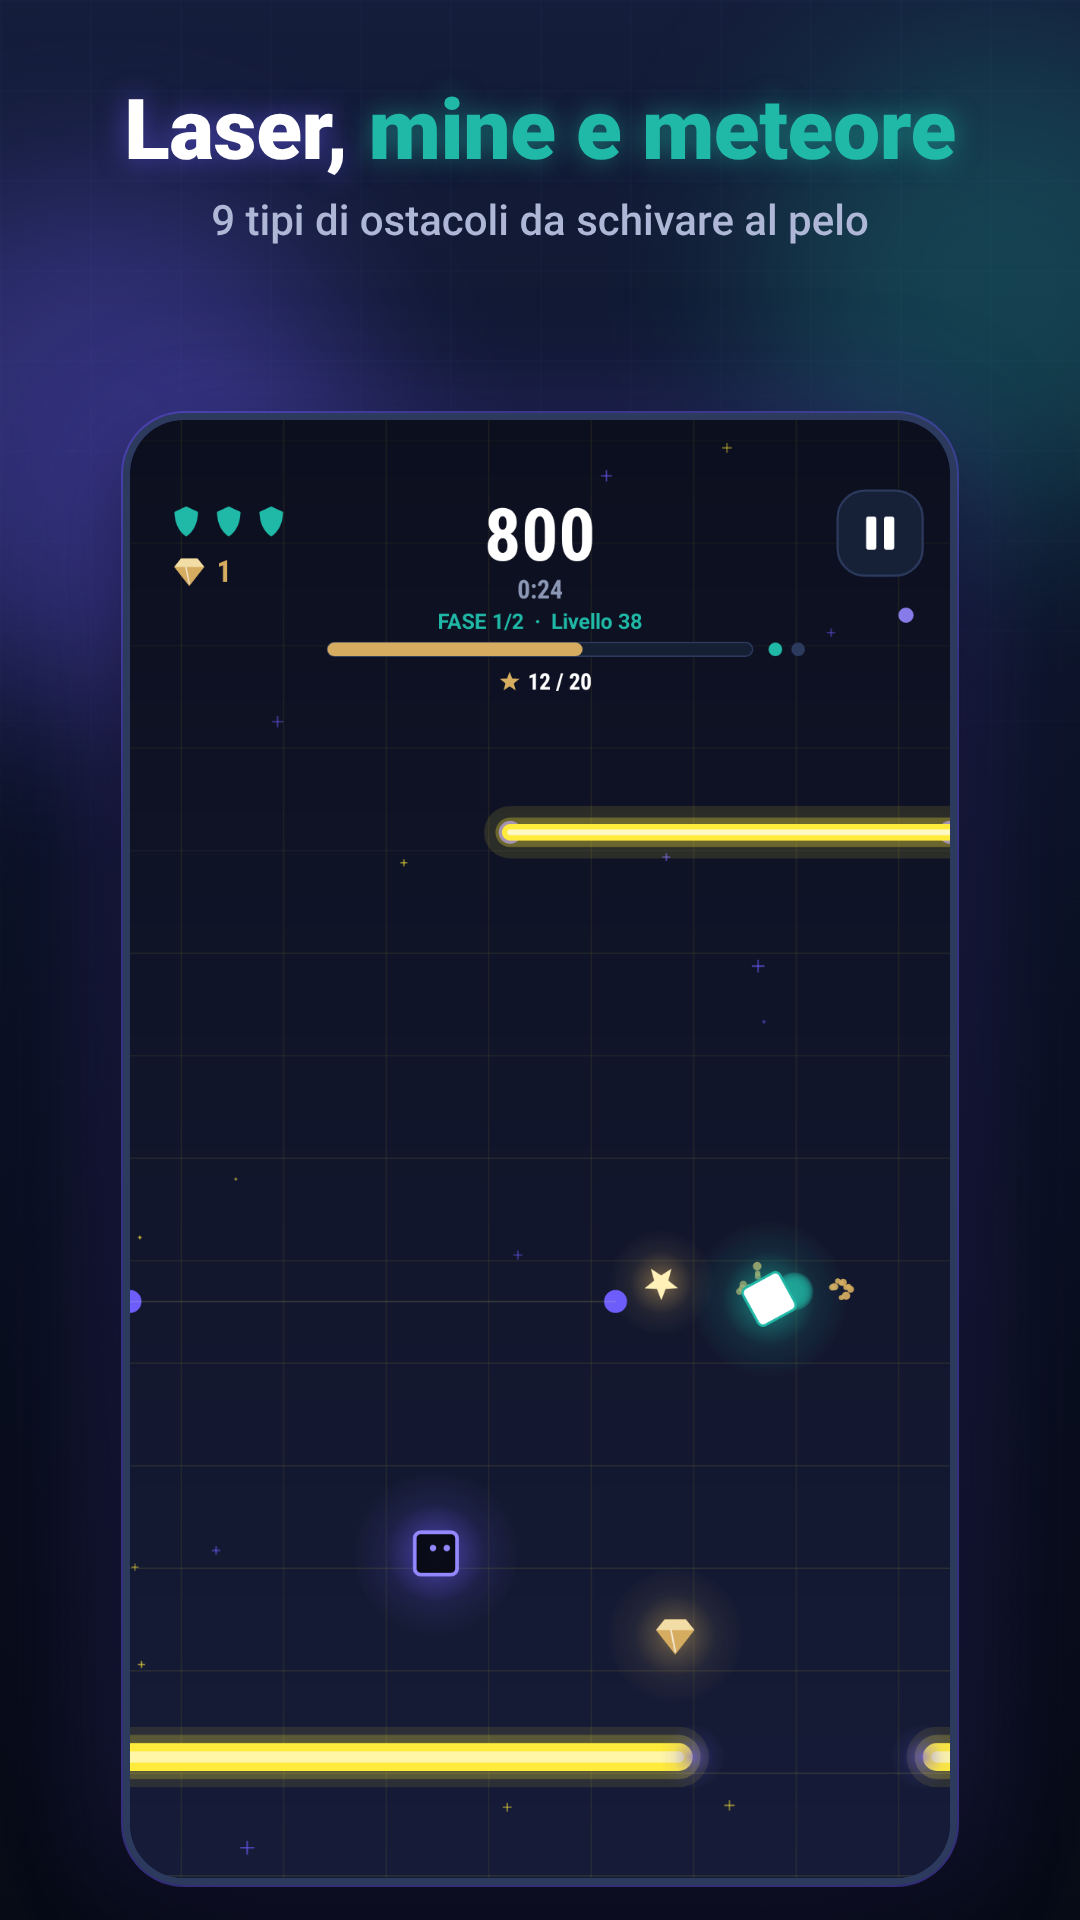 Laser, mine e meteore
9 tipi di ostacoli da schivare al pelo
800
1
0:24
FASE 1/2 · Livello 38
12 / 20